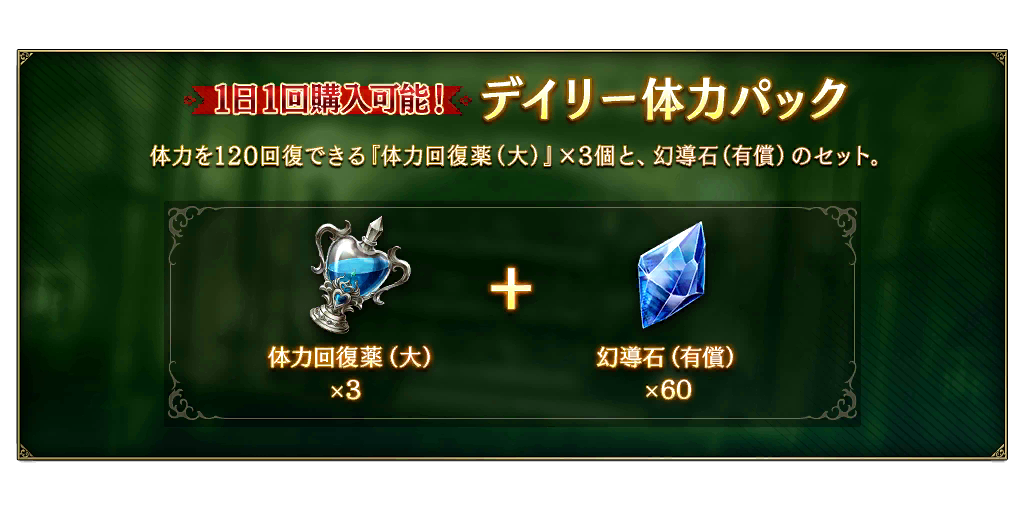 1日1回購入可能！ デイリー体力パック
体力を120回復できる『体力回復薬（大）』×3個と、幻導石（有償）のセット。
+
体力回復薬（大） 幻導石（有償）
×3 ×60